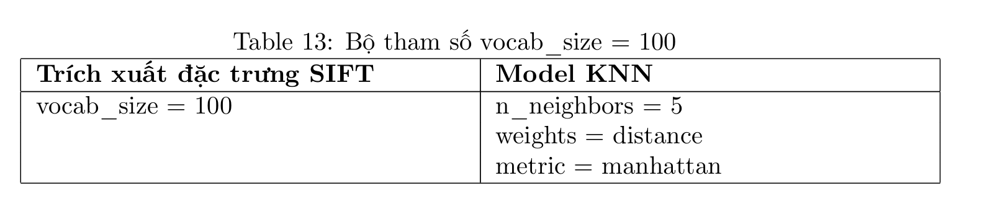 Table 13: Bộ tham số vocab_size = 100
Trích xuất đặc trưng SIFT Model KNN
vocab_size = 100 n_neighbors = 5
weights = distance
metric = manhattan